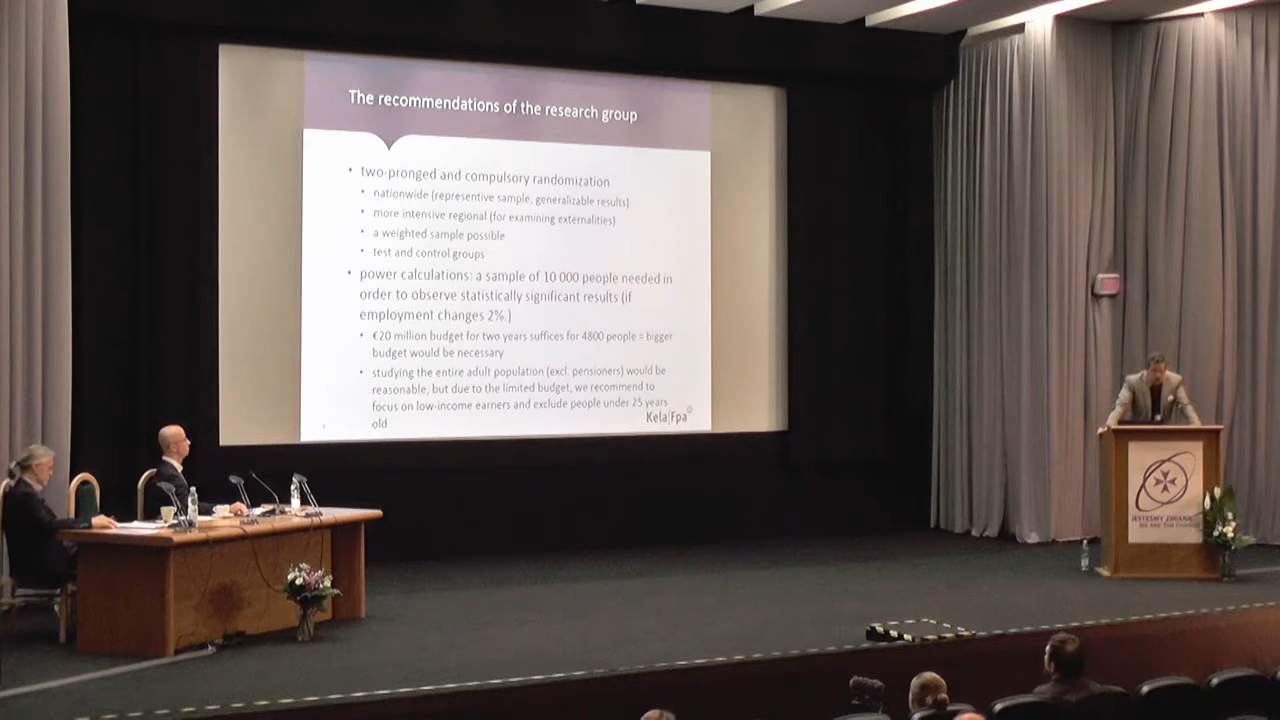 The recommendations of the research group
• two-pronged and compulsory randomization
• nationwide (representive sample, generalizable results)
• more intensive regional (for examining externalities)
• a weighted sample possible
• test and control groups
• power calculations: a sample of 10 000 people needed in
order to observe statistically significant results (if
employment changes 2%.)
• €20 million budget for two years suffices for 4800 people = bigger
budget would be necessary
• studying the entire adult population (excl. pensioners) would be
reasonable, but due to the limited budget, we recommend to
focus on low-income earners and exclude people under 25 years
old
Kela|Fpa
JESTEŚMY ZMIANĄ
WE ARE THE CHANGE